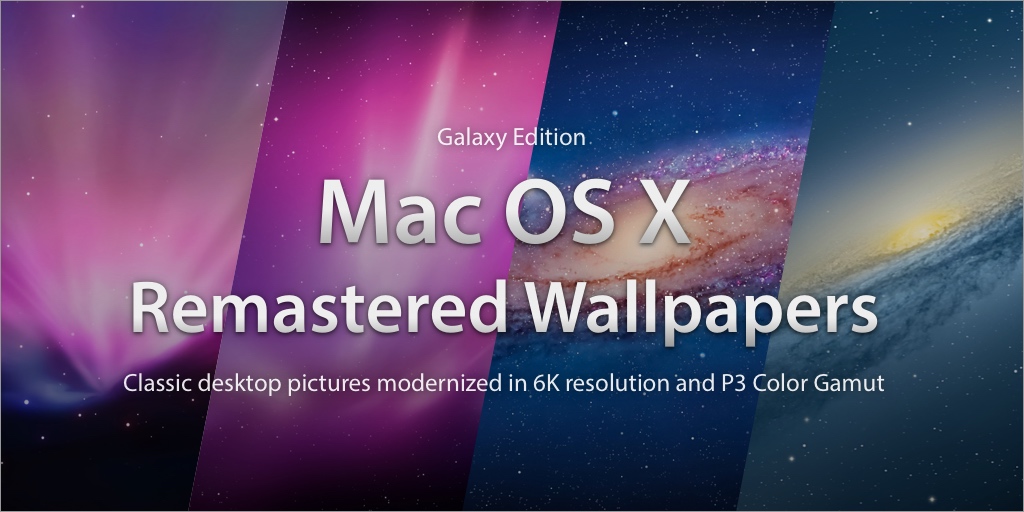 Galaxy Edition
Mac OS X
Remastered Wallpapers
Classic desktop pictures modernized in 6K resolution and P3 Color Gamut